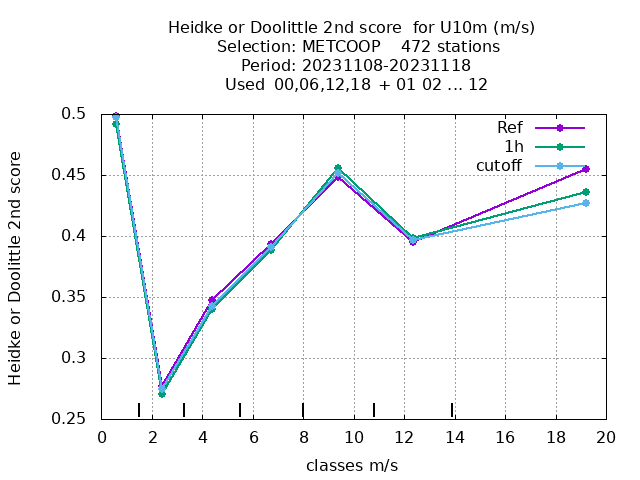 Heidke or Doolittle 2nd score  for U10m (m/s)
Selection: METCOOP    472 stations
Period: 20231108-20231118
Used  00,06,12,18  + 01 02 ... 12
Ref
1h
cutoff
Heidke or Doolittle 2nd score
0.5
0.45
0.4
0.35
0.3
0.25
0 2 4 6 8 10 12 14 16 18 20
classes m/s